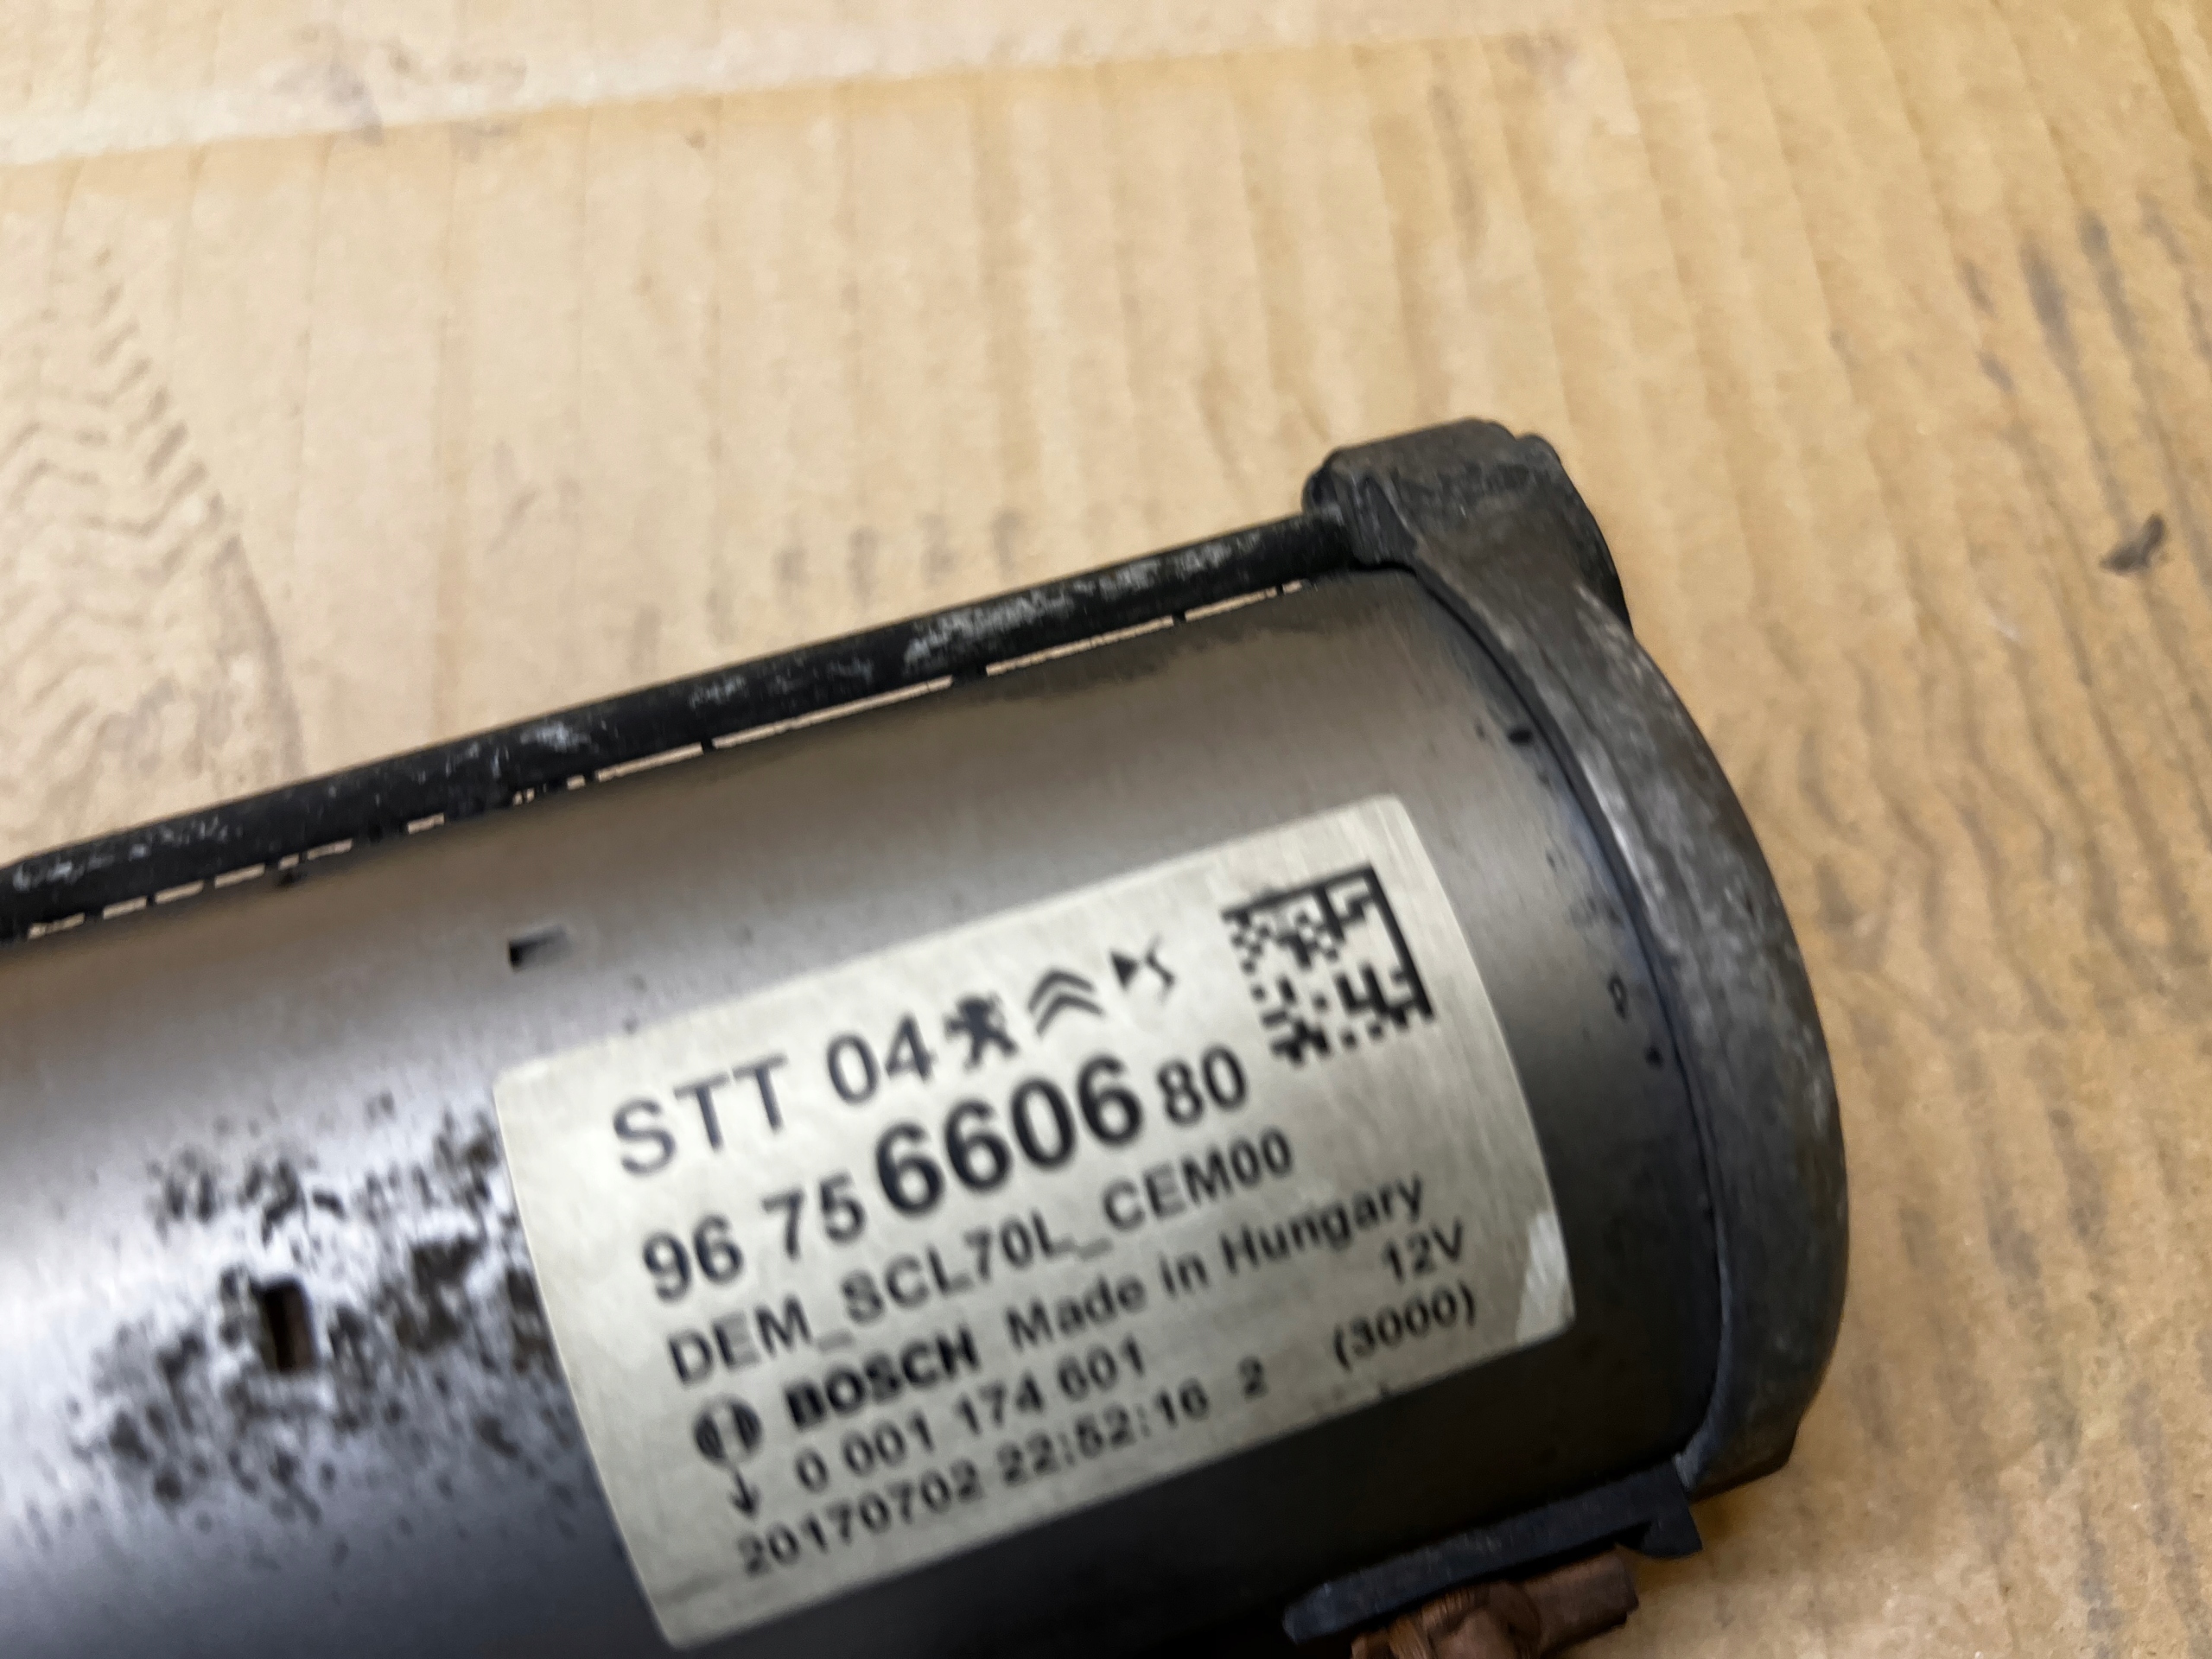 STT 04
96 75 6606 80
DEM_SCL70L_CEM00
BOSCH Made in Hungary
0 001 174 601 12V
20170702 22:52:16 2 (3000)